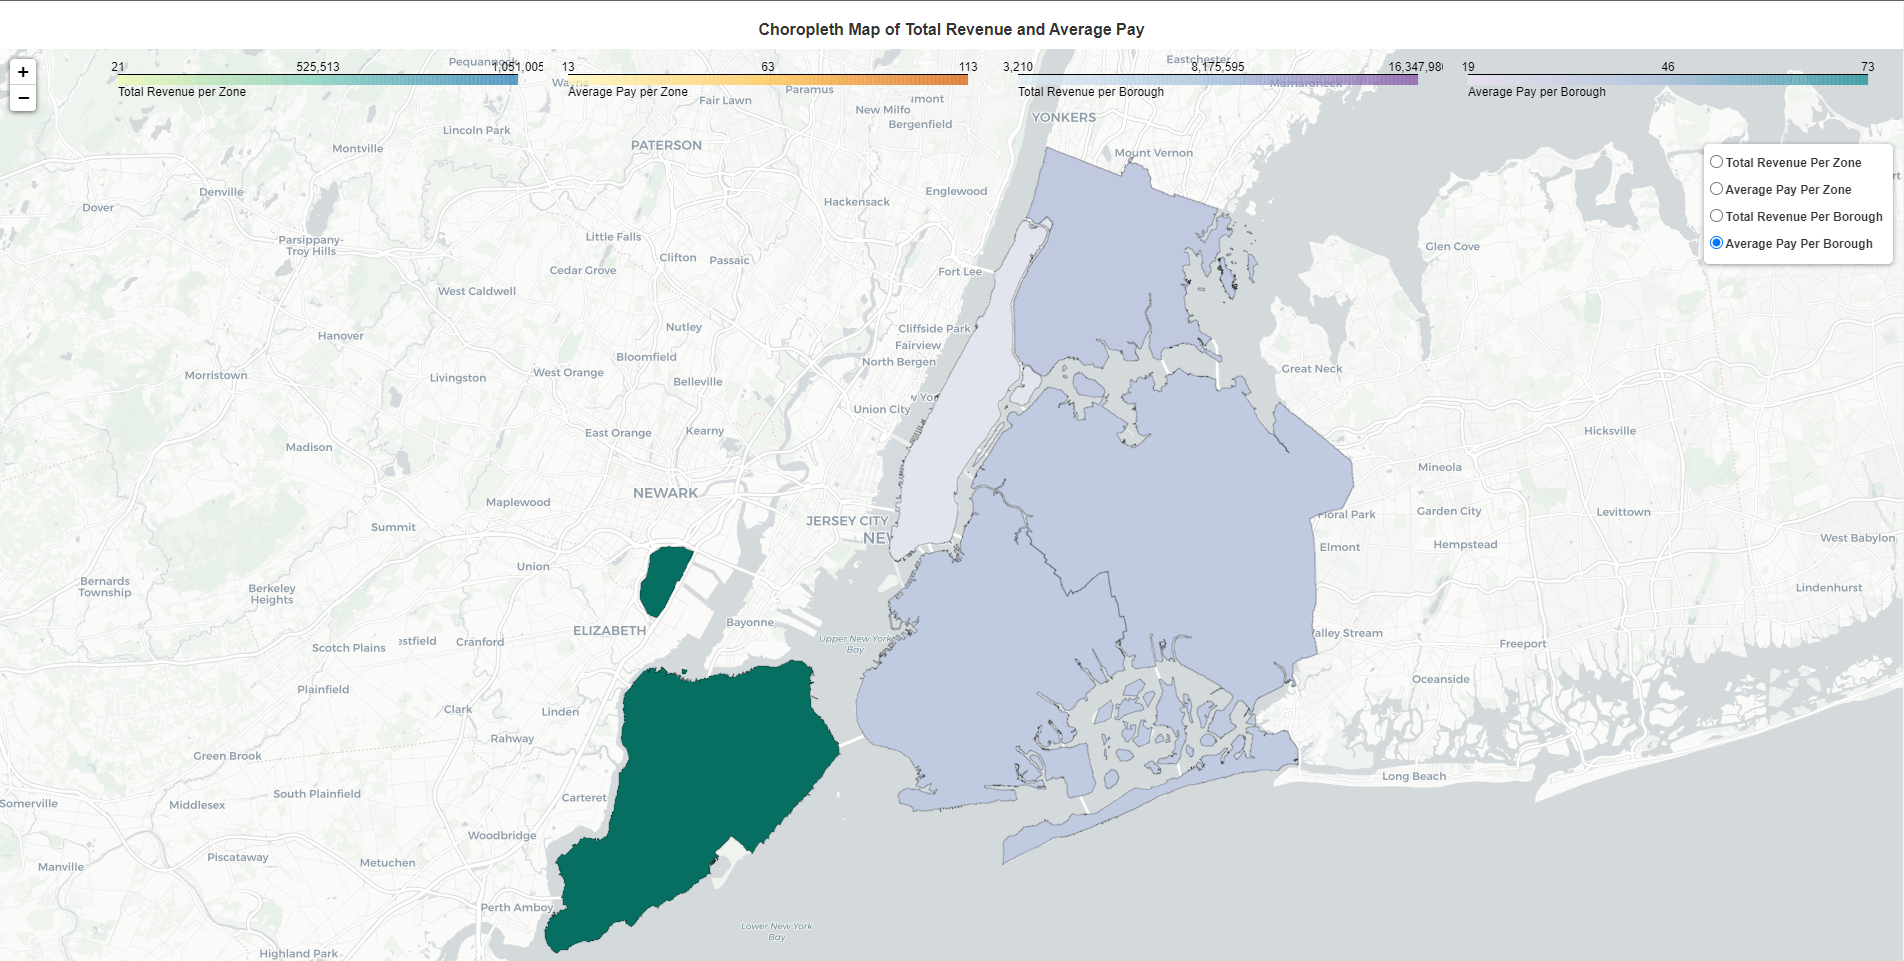 Choropleth Map of Total Revenue and Average Pay
+
−
21 525,513 1,051,005
Total Revenue per Zone
13 63 113
Average Pay per Zone
3,210 8,175,595 16,347,980
Total Revenue per Borough
19 46 73
Average Pay per Borough
Total Revenue Per Zone
Average Pay Per Zone
Total Revenue Per Borough
Average Pay Per Borough
Eastchester
Mamaroneck
Paramus
Fair Lawn
New Milfo
Bergenfield
YONKERS
Lincoln Park
Montville
PATERSON
Mount Vernon
Denville
Dover
Englewood
Hackensack
Parsippany-
Troy Hills
Little Falls
Clifton
Passaic
Cedar Grove
Fort Lee
Glen Cove
West Caldwell
Hanover
Nutley
Cliffside Park
Fairview
North Bergen
Bloomfield
West Orange
Belleville
Morristown
Livingston
Great Neck
Union City
East Orange
Kearny
Madison
Hicksville
Mineola
NEWARK
Maplewood
Summit
JERSEY CITY
NEW
Floral Park
Garden City
Levittown
Elmont
Hempstead
West Babylon
Union
Bernards
Township
Berkeley
Heights
Lindenhurst
ELIZABETH
Bayonne
Upper New York
Bay
Valley Stream
Freeport
Scotch Plains
estfield
Cranford
Plainfield
Clark
Linden
Oceanside
Rahway
Green Brook
Long Beach
Carteret
South Plainfield
Somerville
Middlesex
Woodbridge
Piscataway
Metuchen
Manville
Perth Amboy
Lower New York
Bay
Highland Park